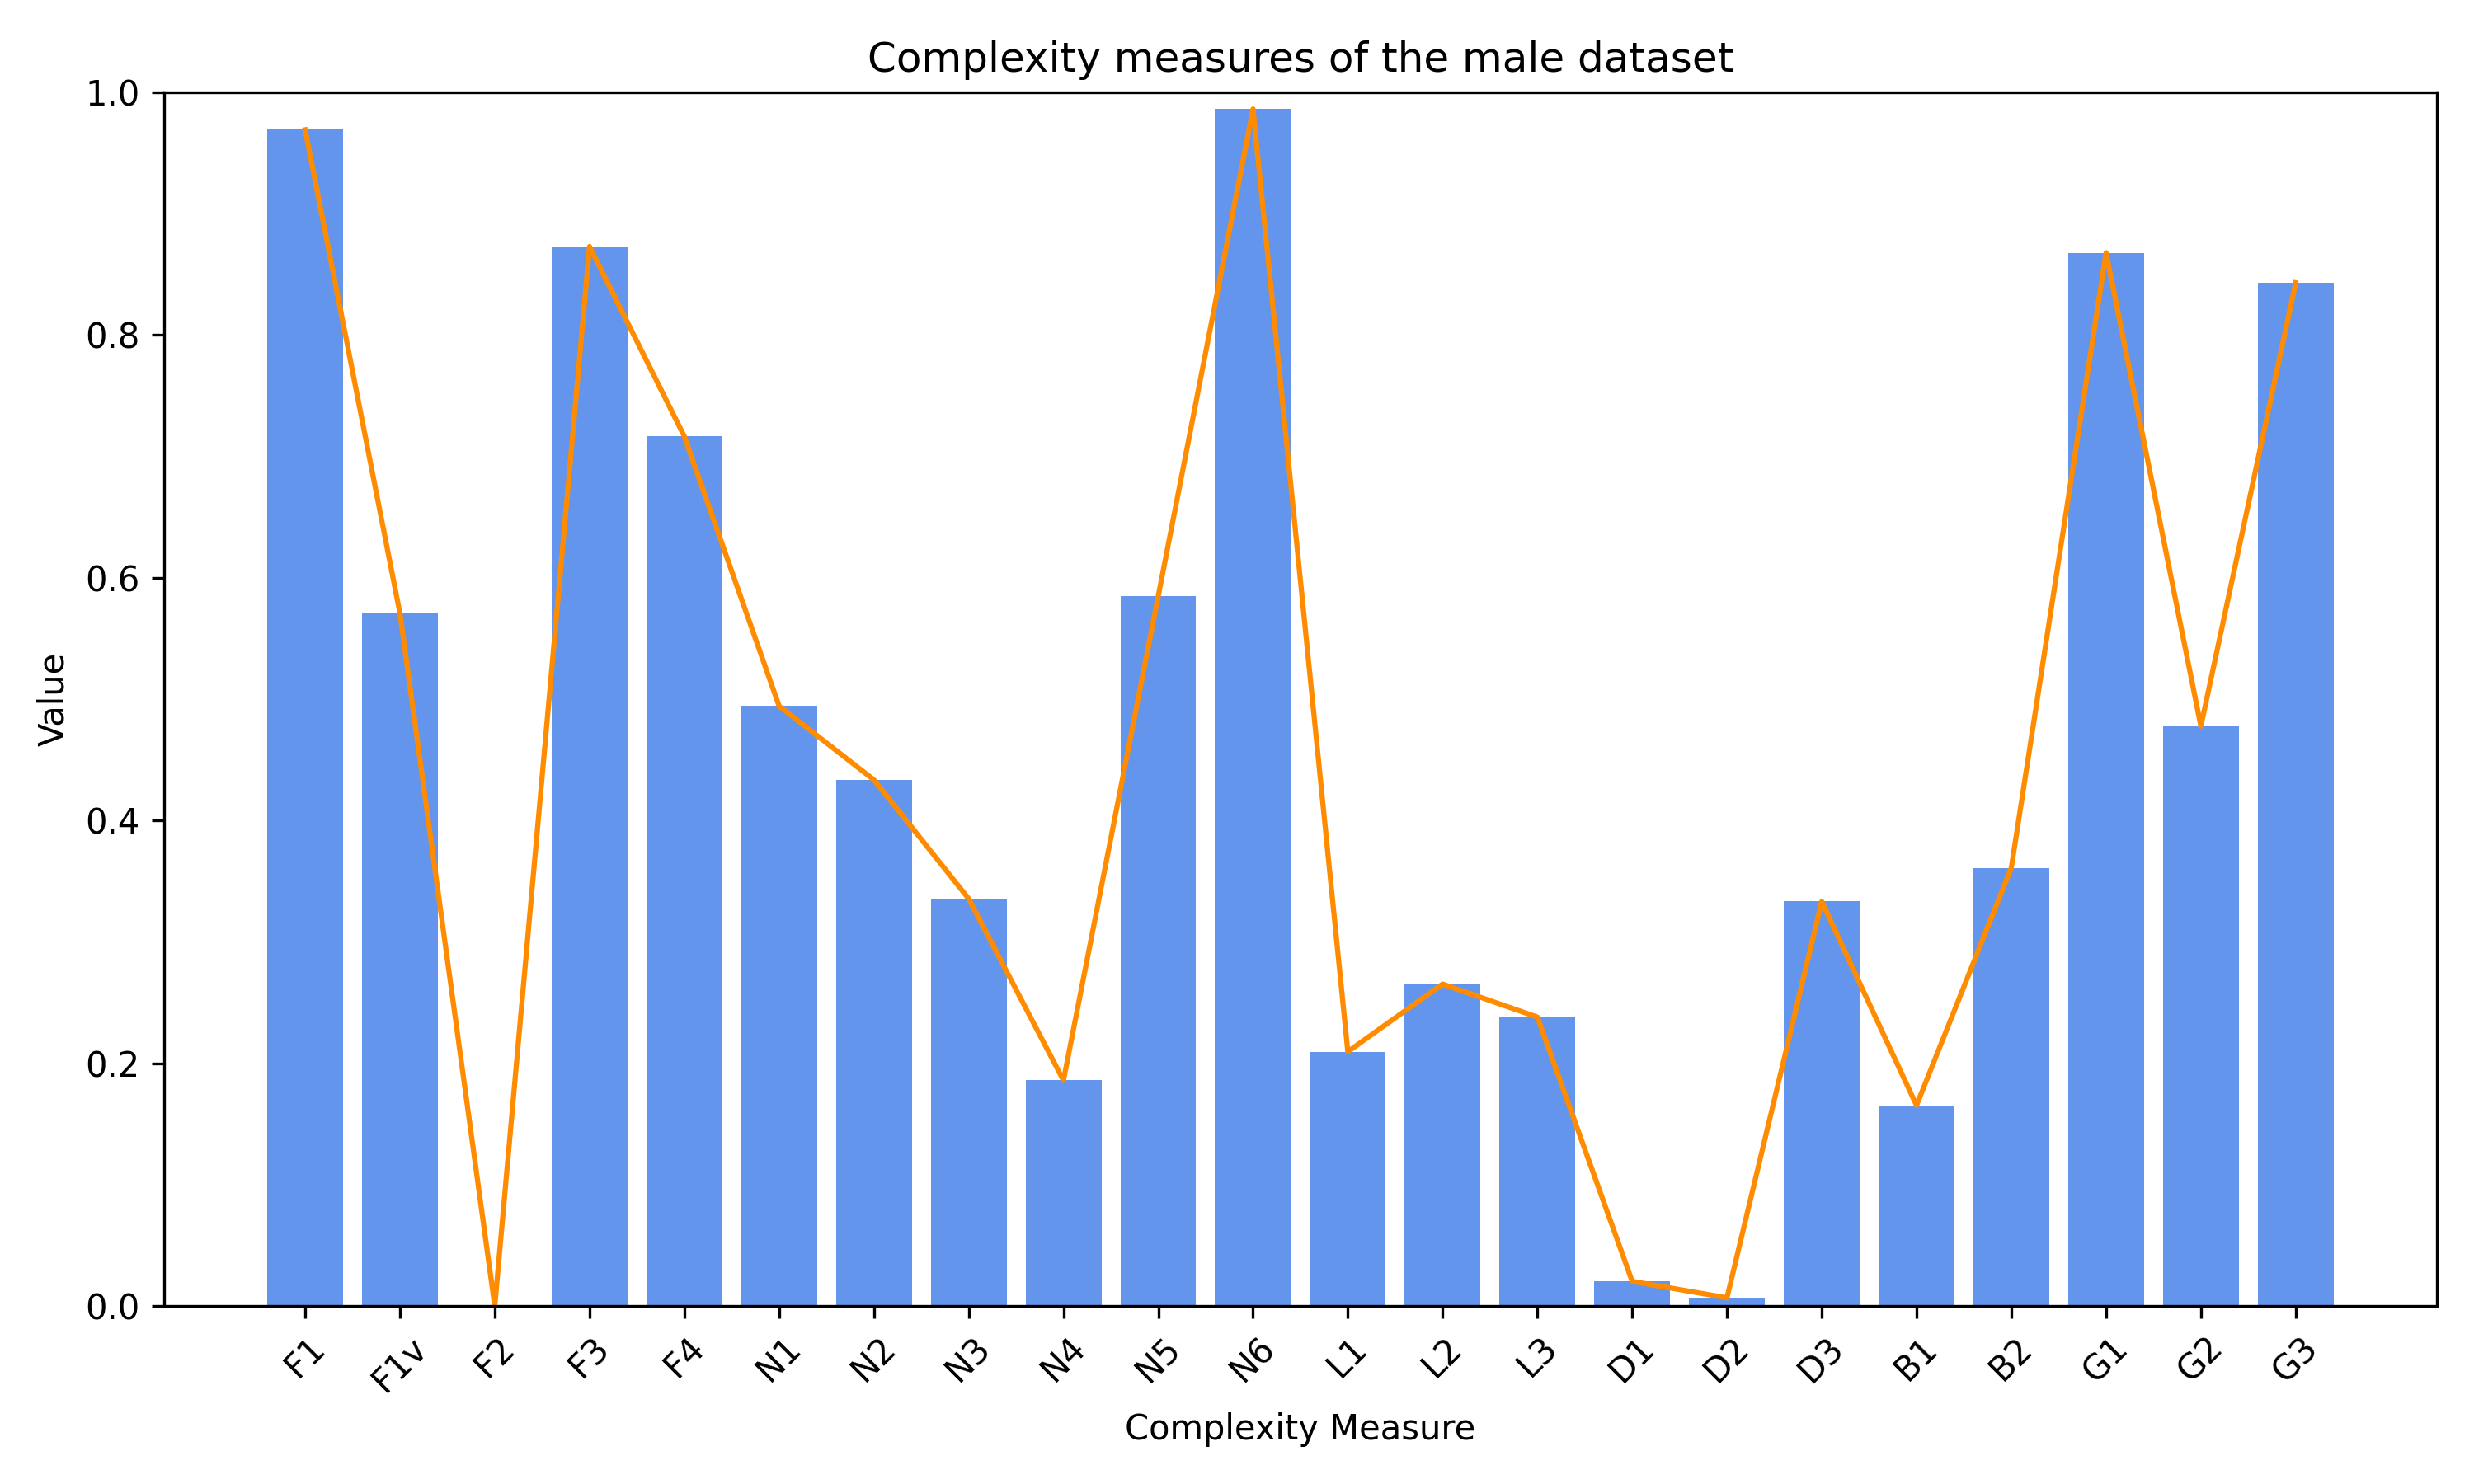 Complexity measures of the male dataset
1.0
0.8
0.6
0.4
0.2
0.0
Value
F1 F1v F2 F3 F4 N1 N2 N3 N4 N5 N6 L1 L2 L3 D1 D2 D3 B1 B2 G1 G2 G3
Complexity Measure